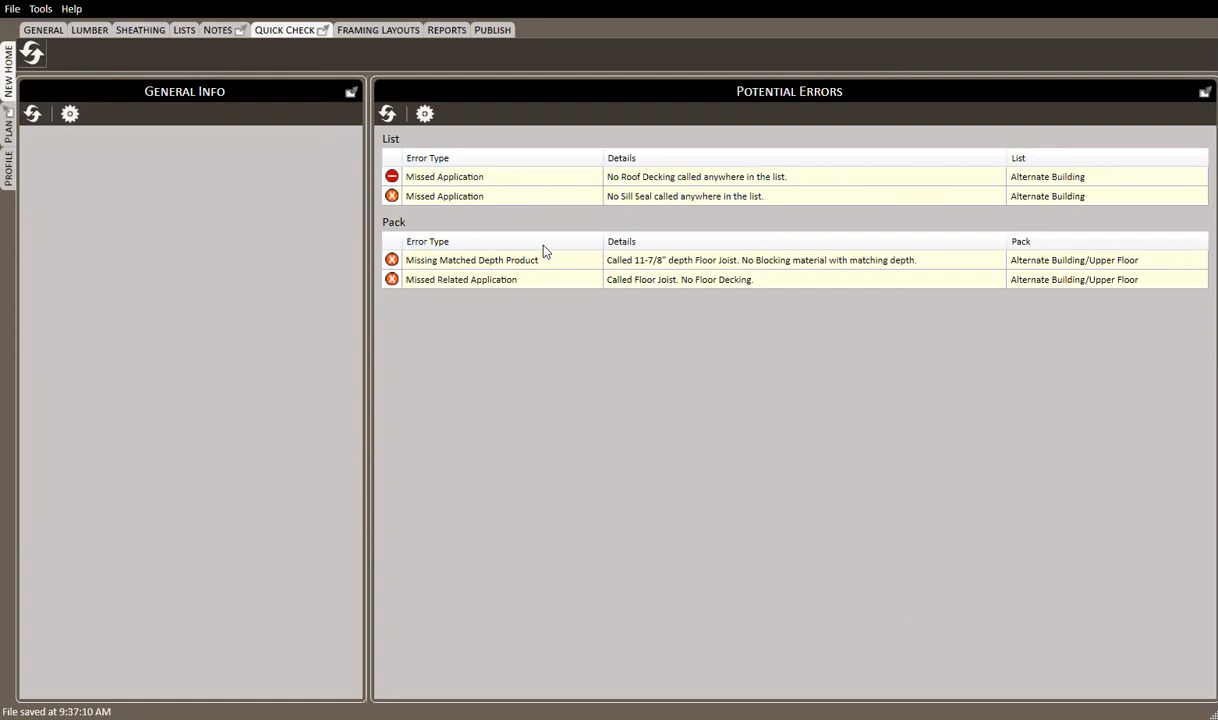 File Tools Help
GENERAL LUMBER SHEATHING LISTS NOTES QUICK CHECK FRAMING LAYOUTS REPORTS PUBLISH
NEW HOME
PLAN
PROFILE
GENERAL INFO
POTENTIAL ERRORS
List
Error Type Details List
Missed Application No Roof Decking called anywhere in the list. Alternate Building
Missed Application No Sill Seal called anywhere in the list. Alternate Building
Pack
Error Type Details Pack
Missing Matched Depth Product Called 11-7/8" depth Floor Joist. No Blocking material with matching depth. Alternate Building/Upper Floor
Missed Related Application Called Floor Joist. No Floor Decking. Alternate Building/Upper Floor
File saved at 9:37:10 AM